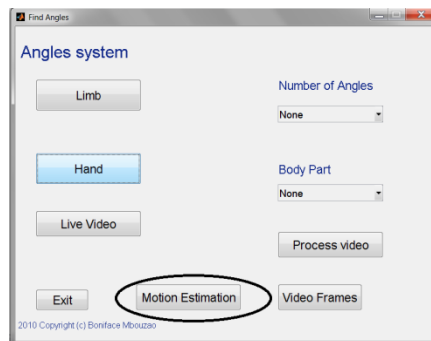 Find Angles
Angles system
Limb
Number of Angles
None
Hand
Body Part
None
Live Video
Process video
Exit
Motion Estimation
Video Frames
2010 Copyright (c) Boniface Mbouzao